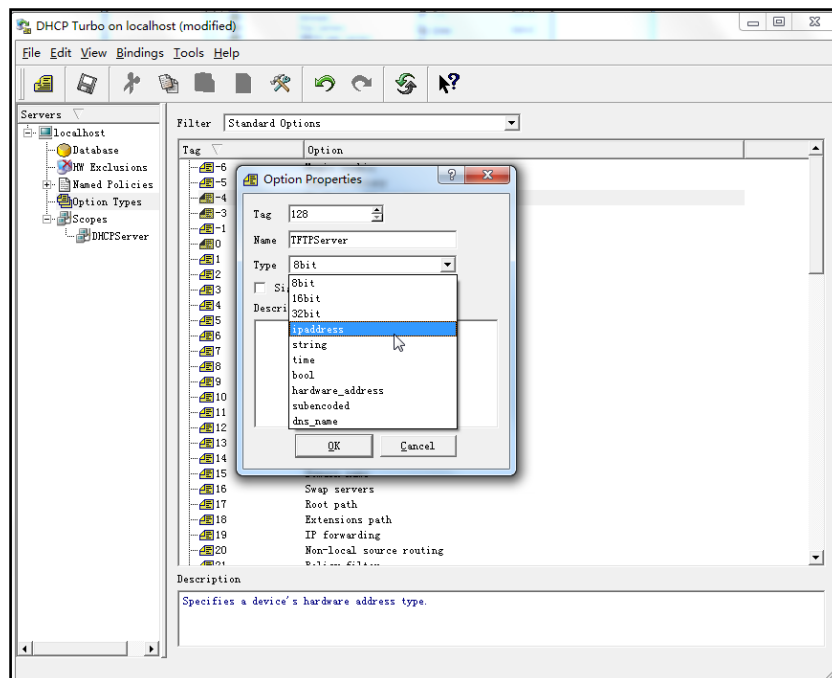 DHCP Turbo on localhost (modified)
File Edit View Bindings Tools Help
Servers
localhost
Database
HW Exclusions
Named Policies
Option Types
Scopes
DHCPServer
Filter Standard Options
Tag Option
-6
-5
-4
-3
-1
0
1
2
3
4
5
6
7
8
9
10
11
12
13
14
15
16 Swap servers
17 Root path
18 Extensions path
19 IP forwarding
20 Non-local source routing
Option Properties
Tag 128
Name TFTPServer
Type 8bit
8bit
16bit
32bit
ipaddress
string
time
bool
hardware_address
subencoded
dns_name
OK Cancel
Description
Specifies a device's hardware address type.